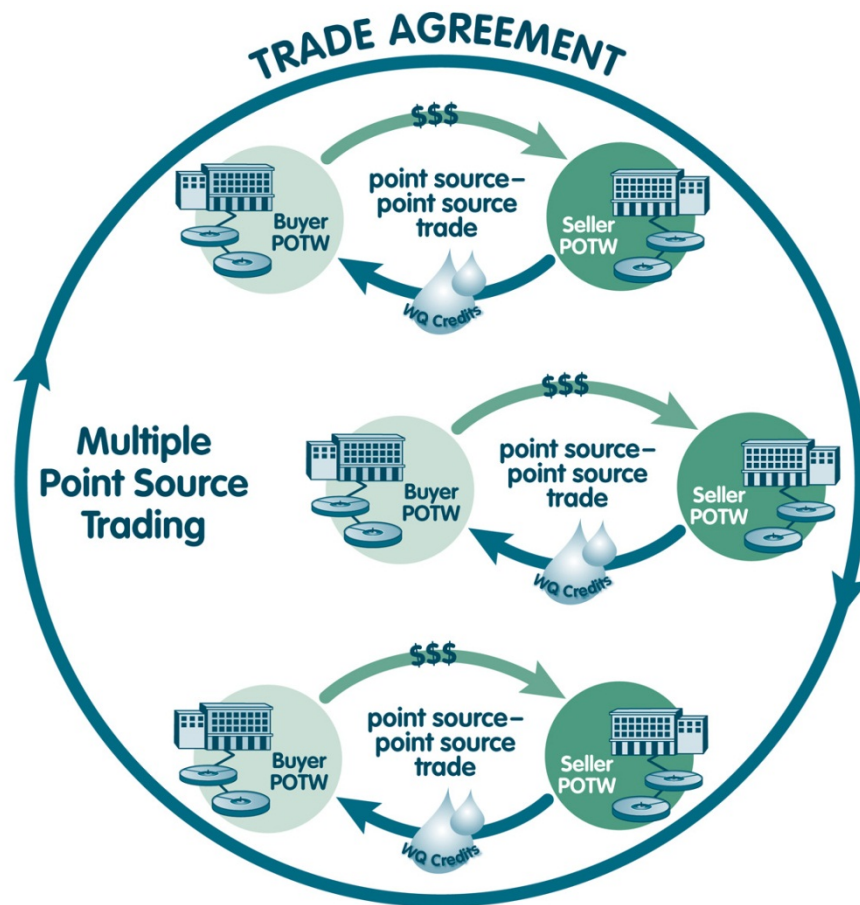 TRADE AGREEMENT
$$$
point source–
point source
trade
Buyer
POTW
Seller
POTW
WQ Credits
Multiple
Point Source
Trading
$$$
point source–
point source
trade
Buyer
POTW
Seller
POTW
WQ Credits
$$$
point source–
point source
trade
Buyer
POTW
Seller
POTW
WQ Credits